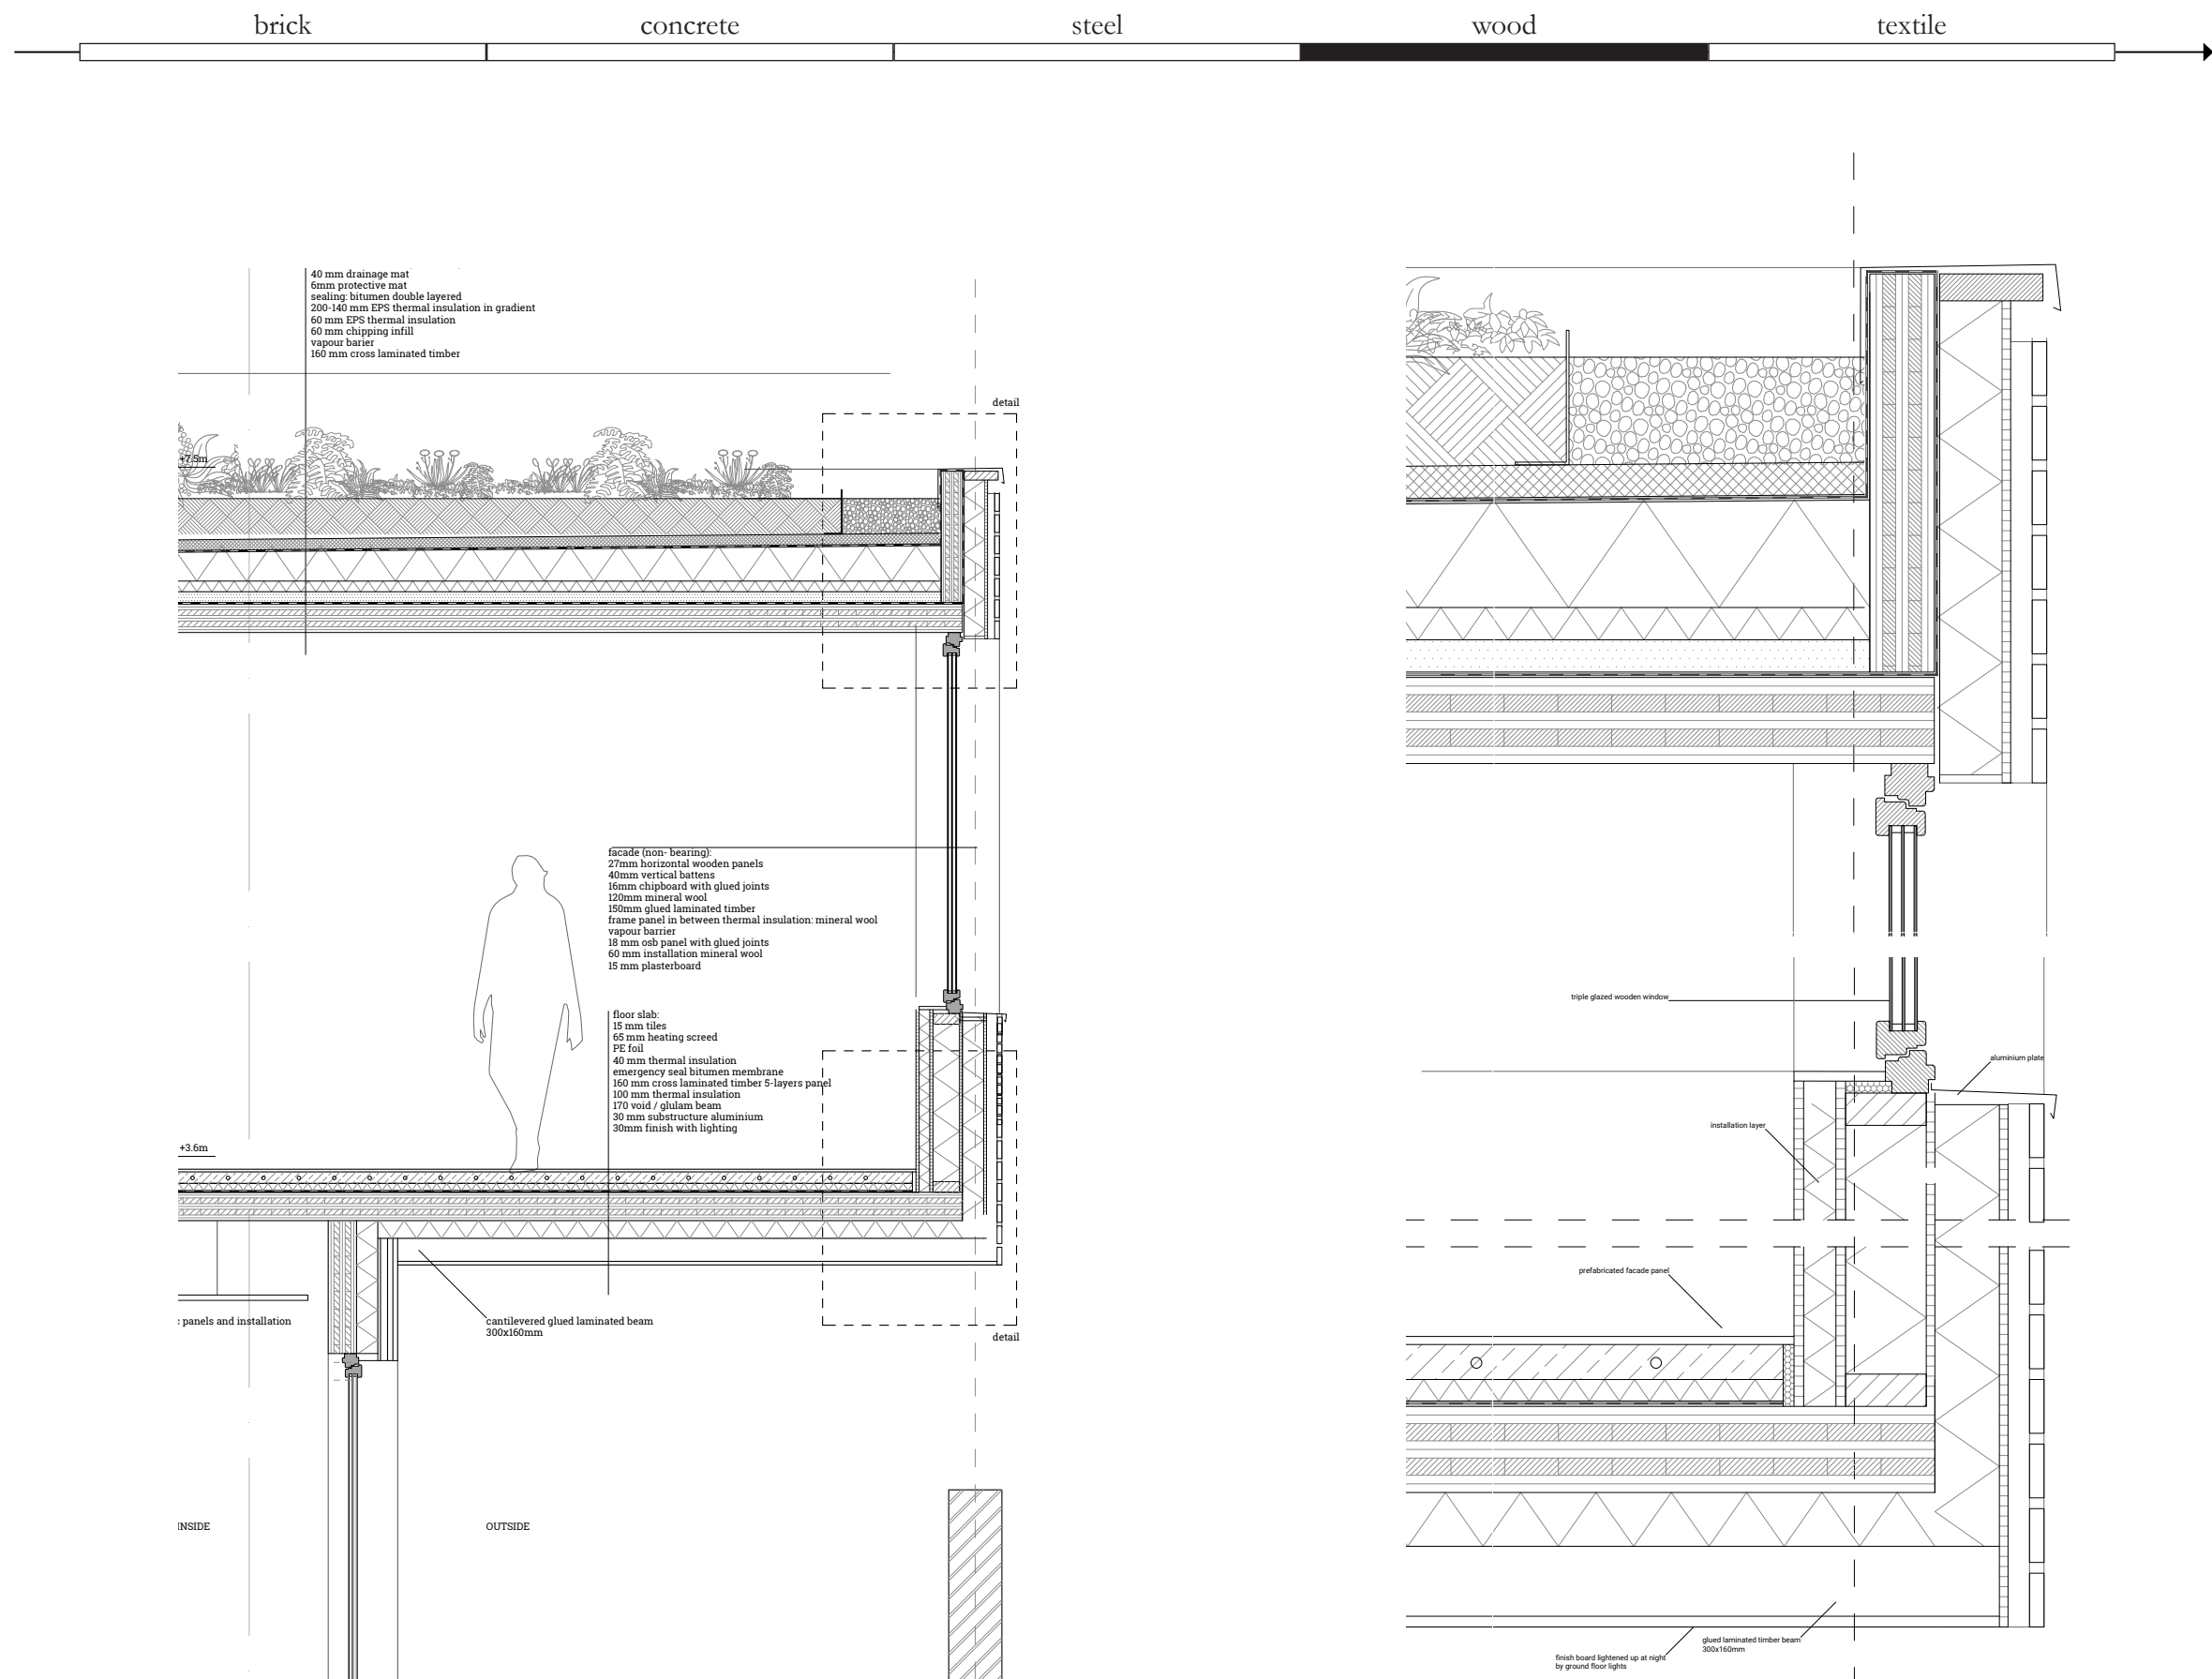 brick
concrete
steel
wood
textile
40 mm drainage mat
6mm protective mat
sealing: bitumen double layered
200-140 mm EPS thermal insulation in gradient
60 mm EPS thermal insulation
60 mm chipping infill
vapour barier
160 mm cross laminated timber
detail
+7.5m
facade (non- bearing):
27mm horizontal wooden panels
40mm vertical battens
16mm chipboard with glued joints
120mm mineral wool
150mm glued laminated timber
frame panel in between thermal insulation: mineral wool
vapour barrier
18 mm osb panel with glued joints
60 mm installation mineral wool
15 mm plasterboard
floor slab:
15 mm tiles
65 mm heating screed
PE foil
40 mm thermal insulation
emergency seal bitumen membrane
160 mm cross laminated timber 5-layers panel
100 mm thermal insulation
170 void / glulam beam
30 mm substructure aluminium
30mm finish with lighting
+3.6m
panels and installation
cantilevered glued laminated beam
300x160mm
detail
INSIDE
OUTSIDE
triple glazed wooden window
aluminium plate
installation layer
prefabricated facade panel
glued laminated timber beam
300x160mm
finish board lightened up at night
by ground floor lights